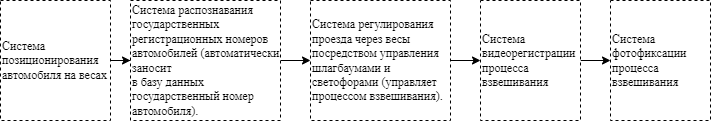 Система
позиционирования
автомобиля на весах
Система распознавания
государственных
регистрационных номеров
автомобилей (автоматически
заносит
в базу данных
государственный номер
автомобиля).
Система регулирования
проезда через весы
посредством управления
шлагбаумами и
светофорами (управляет
процессом взвешивания).
Система
видеорегистрации
процесса
взвешивания
Система
фотофиксации
процесса
взвешивания